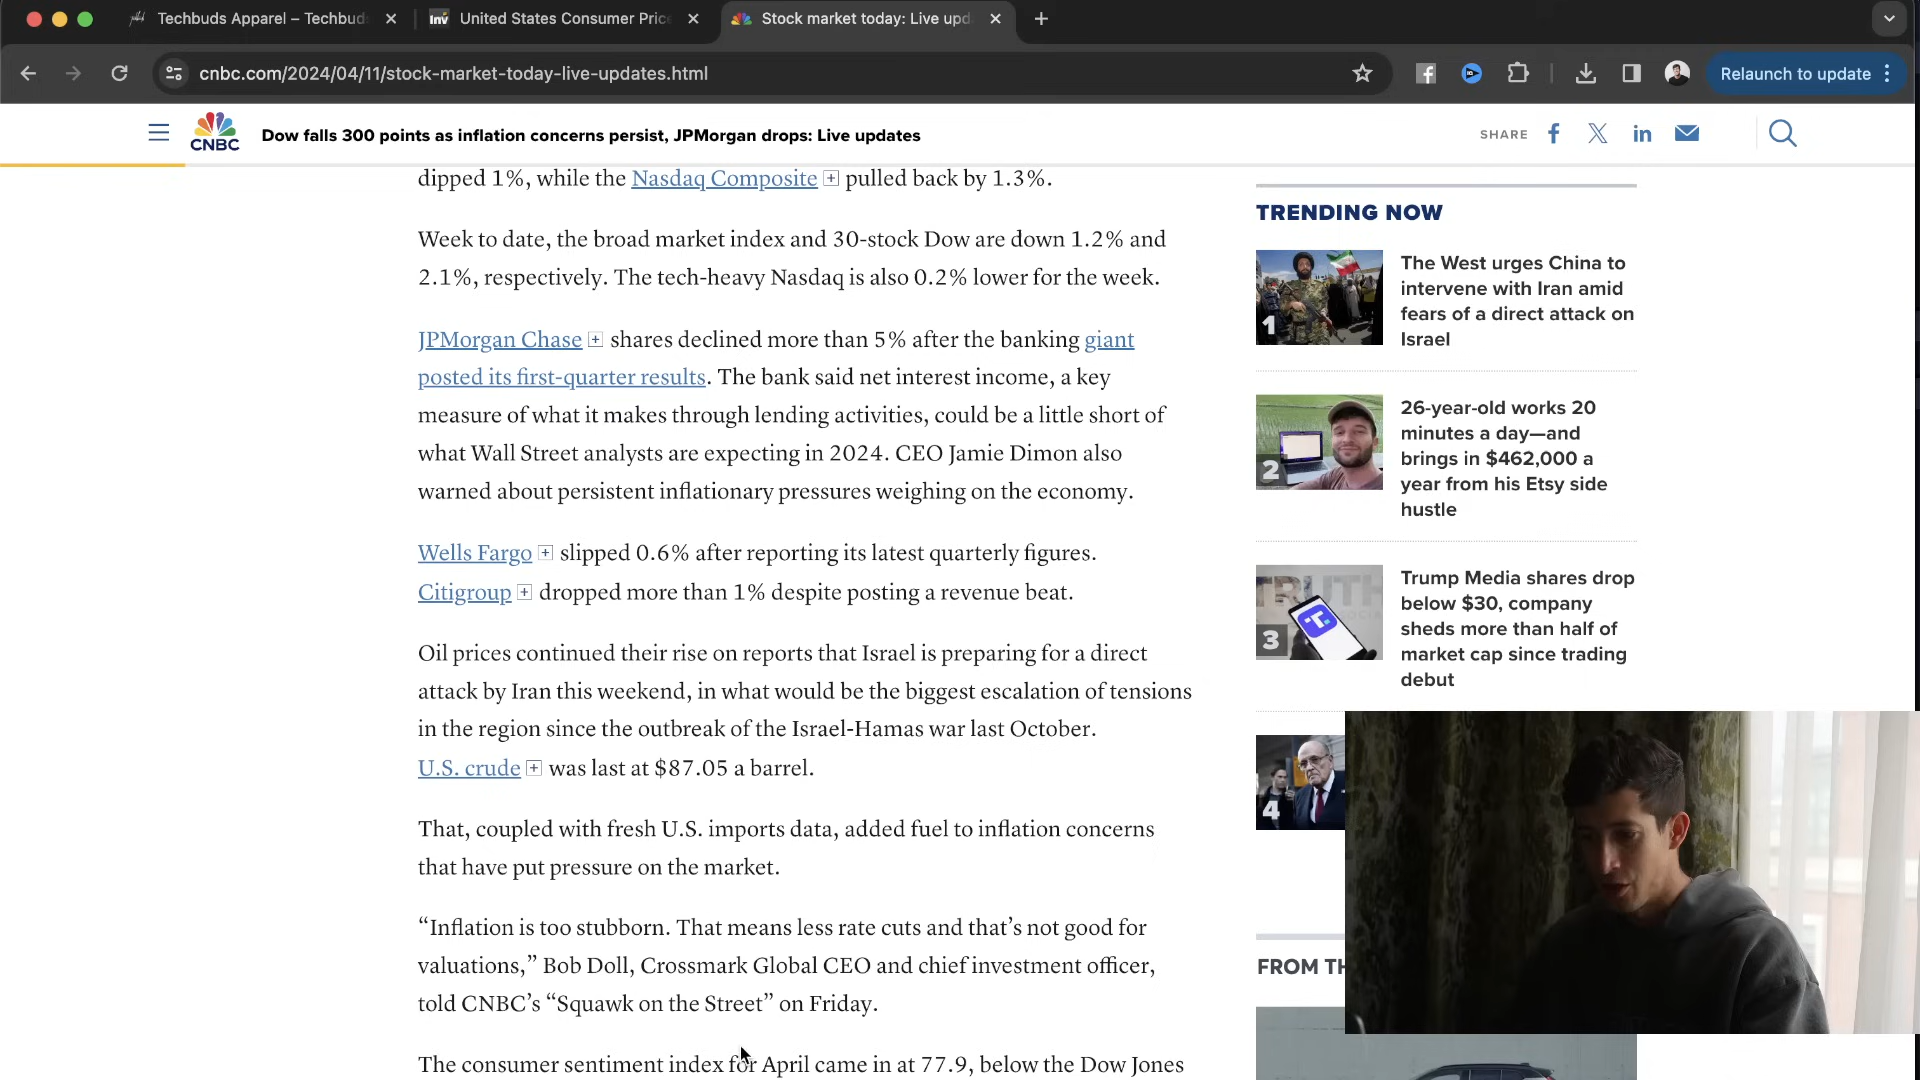 Techbuds Apparel – Techbuds
Inv United States Consumer Pric
Stock market today: Live upd
cnbc.com/2024/04/11/stock-market-today-live-updates.html
Relaunch to update
CNBC
Dow falls 300 points as inflation concerns persist, JPMorgan drops: Live updates
SHARE
dipped 1%, while the Nasdaq Composite pulled back by 1.3%.
Week to date, the broad market index and 30-stock Dow are down 1.2% and
2.1%, respectively. The tech-heavy Nasdaq is also 0.2% lower for the week.
JPMorgan Chase shares declined more than 5% after the banking giant
posted its first-quarter results. The bank said net interest income, a key
measure of what it makes through lending activities, could be a little short of
what Wall Street analysts are expecting in 2024. CEO Jamie Dimon also
warned about persistent inflationary pressures weighing on the economy.
Wells Fargo slipped 0.6% after reporting its latest quarterly figures.
Citigroup dropped more than 1% despite posting a revenue beat.
Oil prices continued their rise on reports that Israel is preparing for a direct
attack by Iran this weekend, in what would be the biggest escalation of tensions
in the region since the outbreak of the Israel-Hamas war last October.
U.S. crude was last at $87.05 a barrel.
That, coupled with fresh U.S. imports data, added fuel to inflation concerns
that have put pressure on the market.
“Inflation is too stubborn. That means less rate cuts and that’s not good for
valuations,” Bob Doll, Crossmark Global CEO and chief investment officer,
told CNBC’s “Squawk on the Street” on Friday.
The consumer sentiment index for April came in at 77.9, below the Dow Jones
TRENDING NOW
1
The West urges China to
intervene with Iran amid
fears of a direct attack on
Israel
2
26-year-old works 20
minutes a day—and
brings in $462,000 a
year from his Etsy side
hustle
3
Trump Media shares drop
below $30, company
sheds more than half of
market cap since trading
debut
4
FROM TH